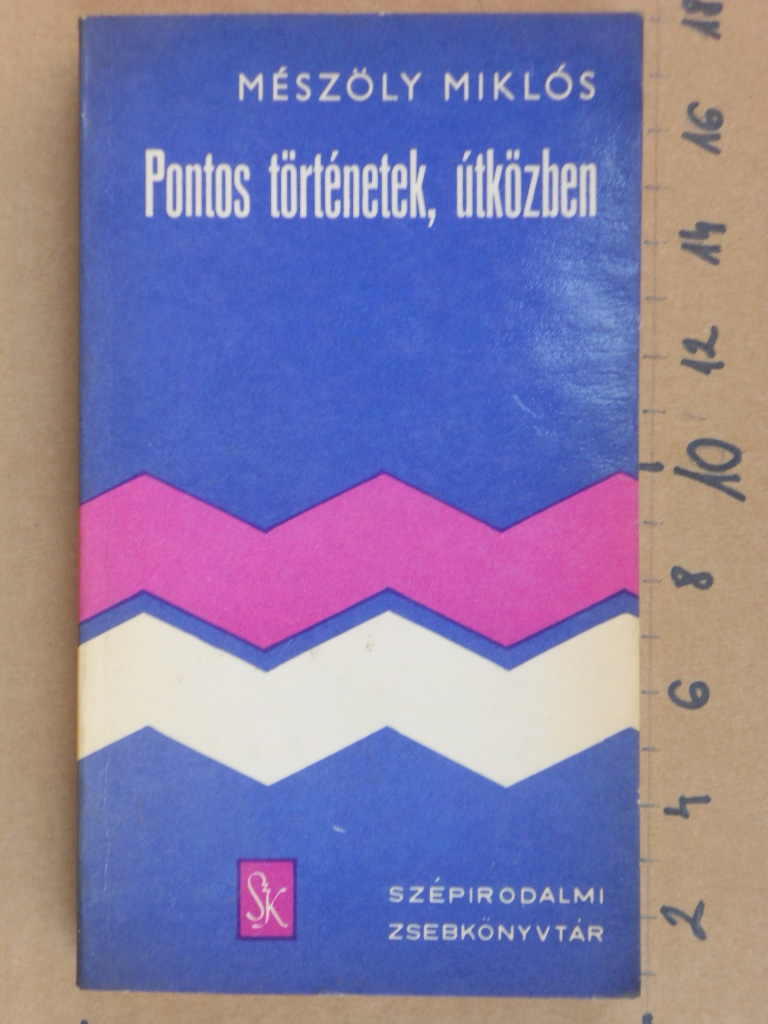 MÉSZÖLY MIKLÓS
Pontos történetek, útközben
SZK
SZÉPIRODALMI
ZSEBKÖNYVTÁR
18
16
14
12
10
8
6
4
2